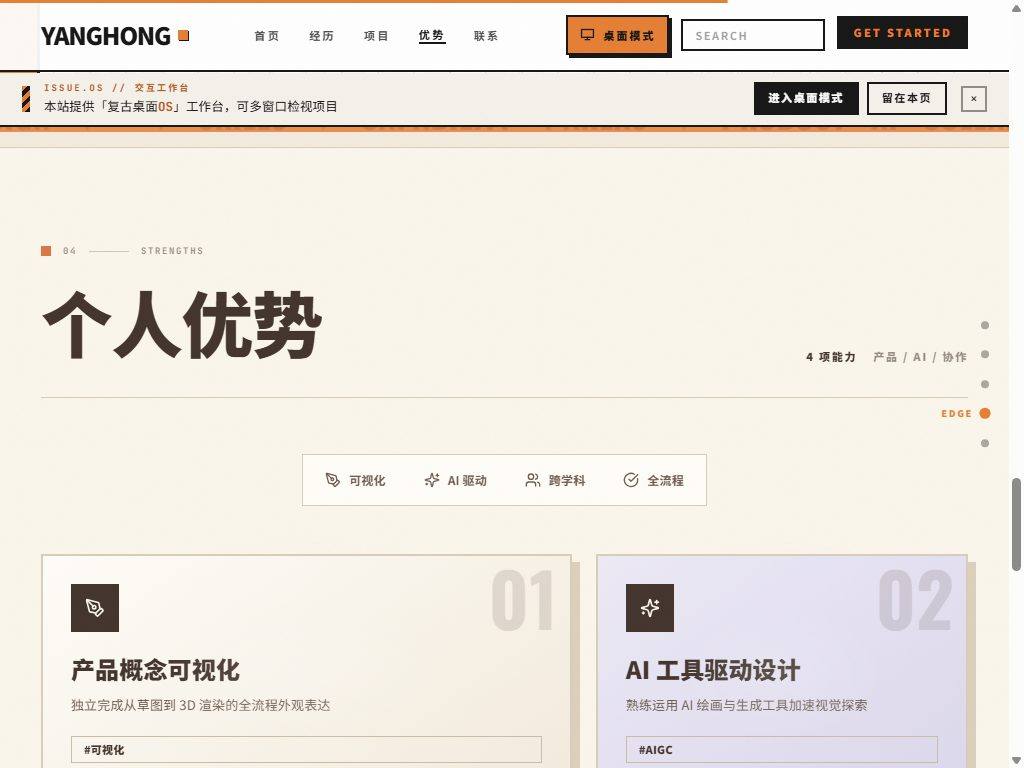 YANGHONG
首页 经历 项目 优势 联系
桌面模式
SEARCH
GET STARTED
ISSUE.OS // 交互工作台
本站提供「复古桌面OS」工作台，可多窗口检视项目
进入桌面模式
留在本页
×
04 STRENGTHS
个人优势
4 项能力 产品 / AI / 协作
EDGE
可视化 AI 驱动 跨学科 全流程
01
产品概念可视化
独立完成从草图到 3D 渲染的全流程外观表达
#可视化
02
AI 工具驱动设计
熟练运用 AI 绘画与生成工具加速视觉探索
#AIGC